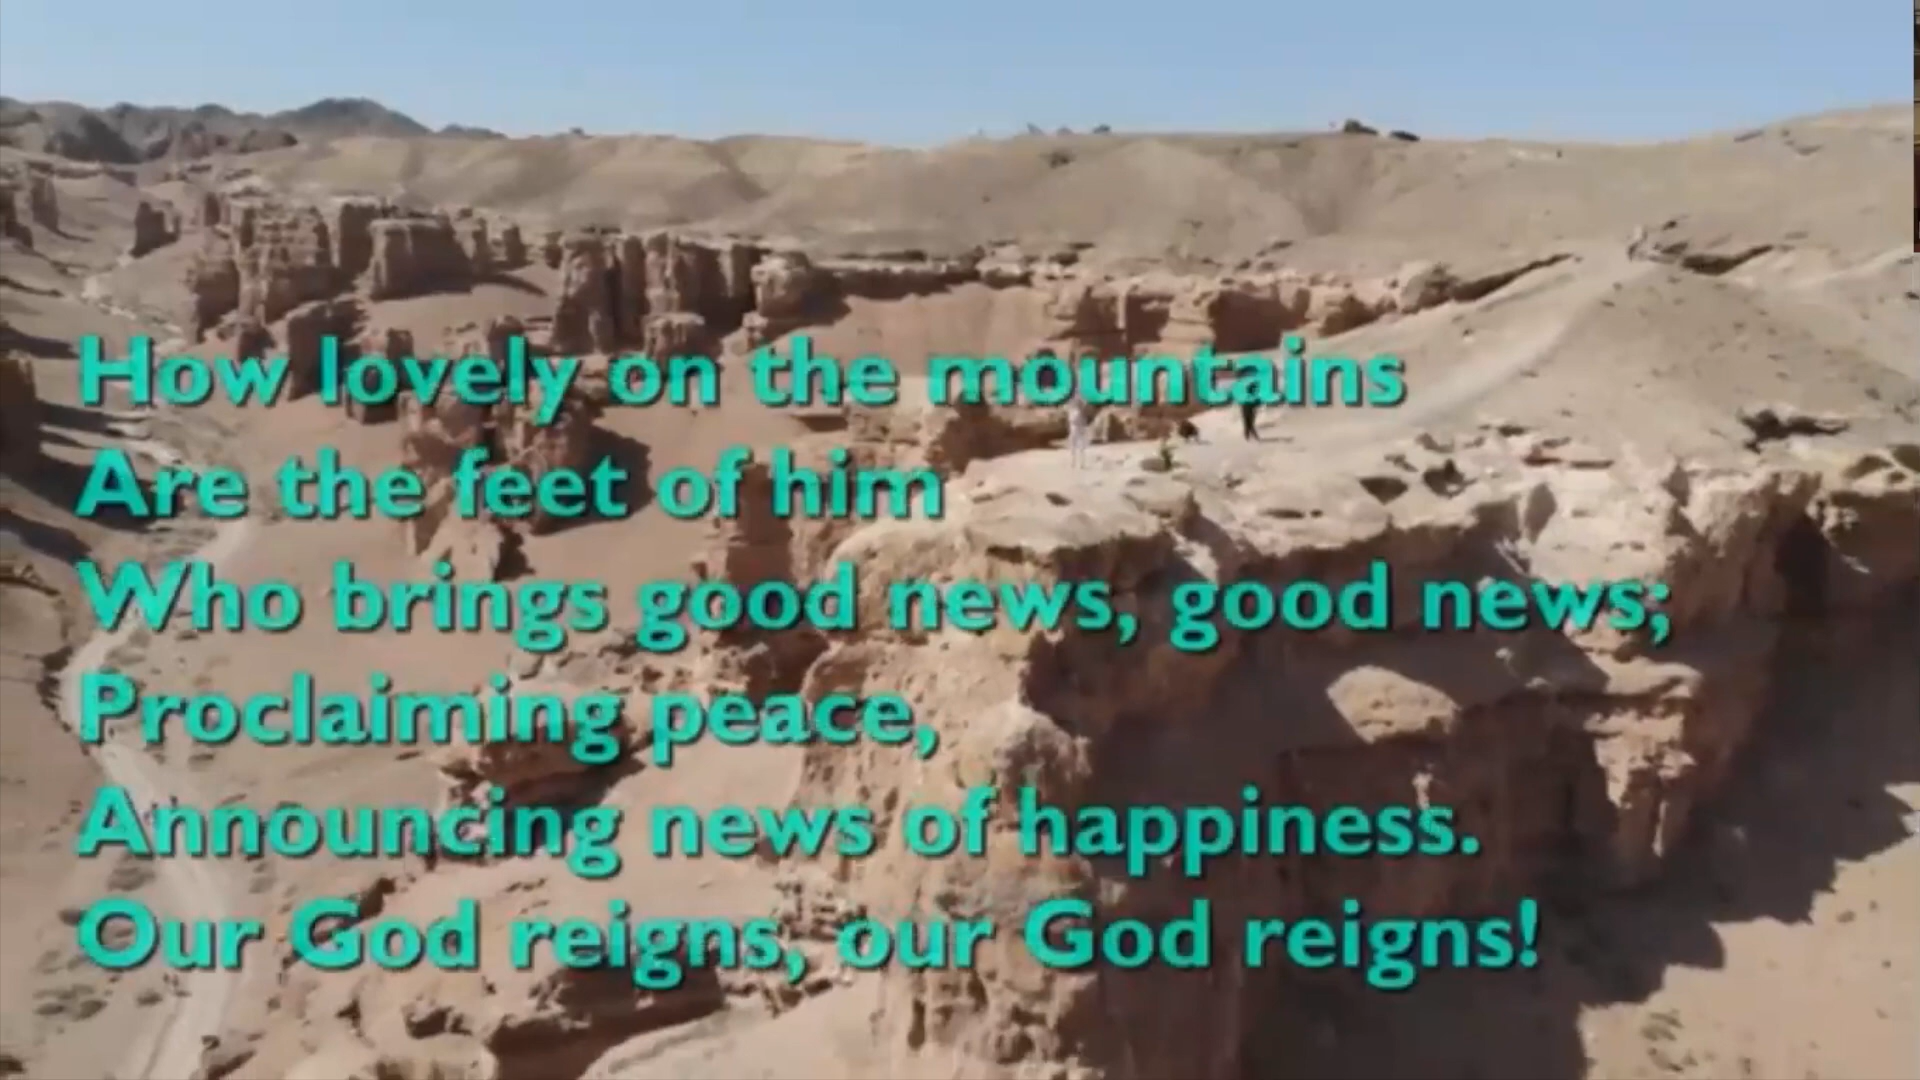 How lovely on the mountains
Are the feet of him
Who brings good news, good news;
Proclaiming peace,
Announcing news of happiness.
Our God reigns, our God reigns!